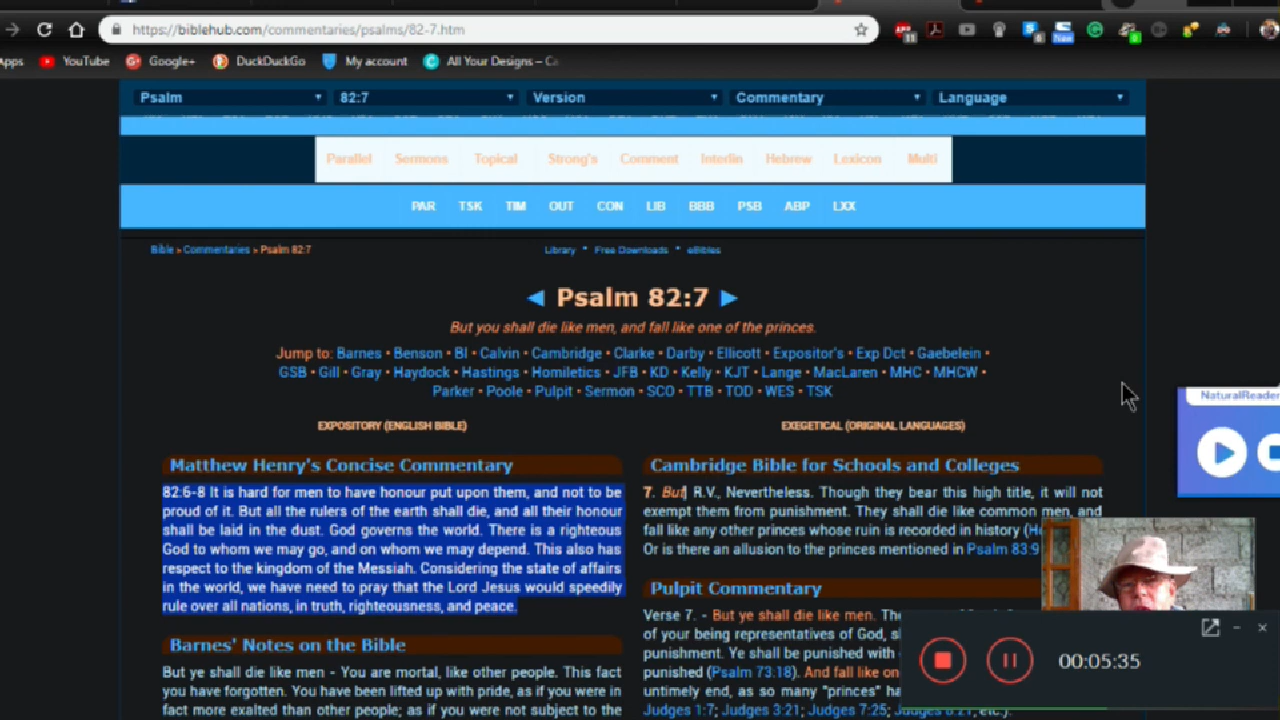 https://biblehub.com/commentaries/psalms/82-7.htm
Apps YouTube Google+ DuckDuckGo My account All Your Designs – C
Psalm 82:7 Version Commentary Language
Parallel Sermons Topical Strong's Comment Interlin Hebrew Lexicon Multi
PAR TSK TIM OUT CON LIB BBB PSB ABP LXX
Bible > Commentaries > Psalm 82:7
Library • Free Downloads • eBibles
◄ Psalm 82:7 ►
But you shall die like men, and fall like one of the princes.
Jump to: Barnes • Benson • BI • Calvin • Cambridge • Clarke • Darby • Ellicott • Expositor's • Exp Dct • Gaebelein •
GSB • Gill • Gray • Haydock • Hastings • Homiletics • JFB • KD • Kelly • KJT • Lange • MacLaren • MHC • MHCW •
Parker • Poole • Pulpit • Sermon • SCO • TTB • TOD • WES • TSK
EXPOSITORY (ENGLISH BIBLE)
Matthew Henry's Concise Commentary
82:6-8 It is hard for men to have honour put upon them, and not to be
proud of it. But all the rulers of the earth shall die, and all their honour
shall be laid in the dust. God governs the world. There is a righteous
God to whom we may go, and on whom we may depend. This also has
respect to the kingdom of the Messiah. Considering the state of affairs
in the world, we have need to pray that the Lord Jesus would speedily
rule over all nations, in truth, righteousness, and peace.
Barnes' Notes on the Bible
But ye shall die like men - You are mortal, like other people. This fact
you have forgotten. You have been lifted up with pride, as if you were in
fact more exalted than other people; as if you were not subject to the
EXEGETICAL (ORIGINAL LANGUAGES)
Cambridge Bible for Schools and Colleges
7. But] R.V., Nevertheless. Though they bear this high title, it will not
exempt them from punishment. They shall die like common men, and
fall like any other princes whose ruin is recorded in history
Or is there an allusion to the princes mentioned in Psalm 83:9
Pulpit Commentary
Verse 7. - But ye shall die like men.
of your being representatives of God,
punishment. Ye shall be punished with
punished (Psalm 73:18). And fall like on
untimely end, as so many "princes"
Judges 1:7; Judges 3:21; Judges 7:25; Judges 8:21, etc.).
NaturalReader
00:05:35